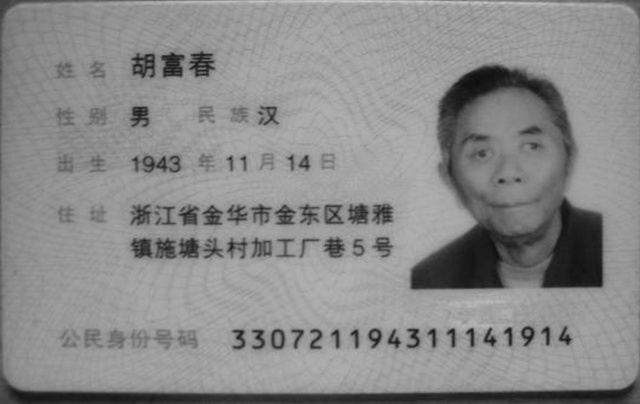 姓名 胡富春
性别 男 民族 汉
出生 1943 年 11 月 14 日
住址 浙江省金华市金东区塘雅
镇施塘头村加工厂巷5号
公民身份号码 330721194311141914